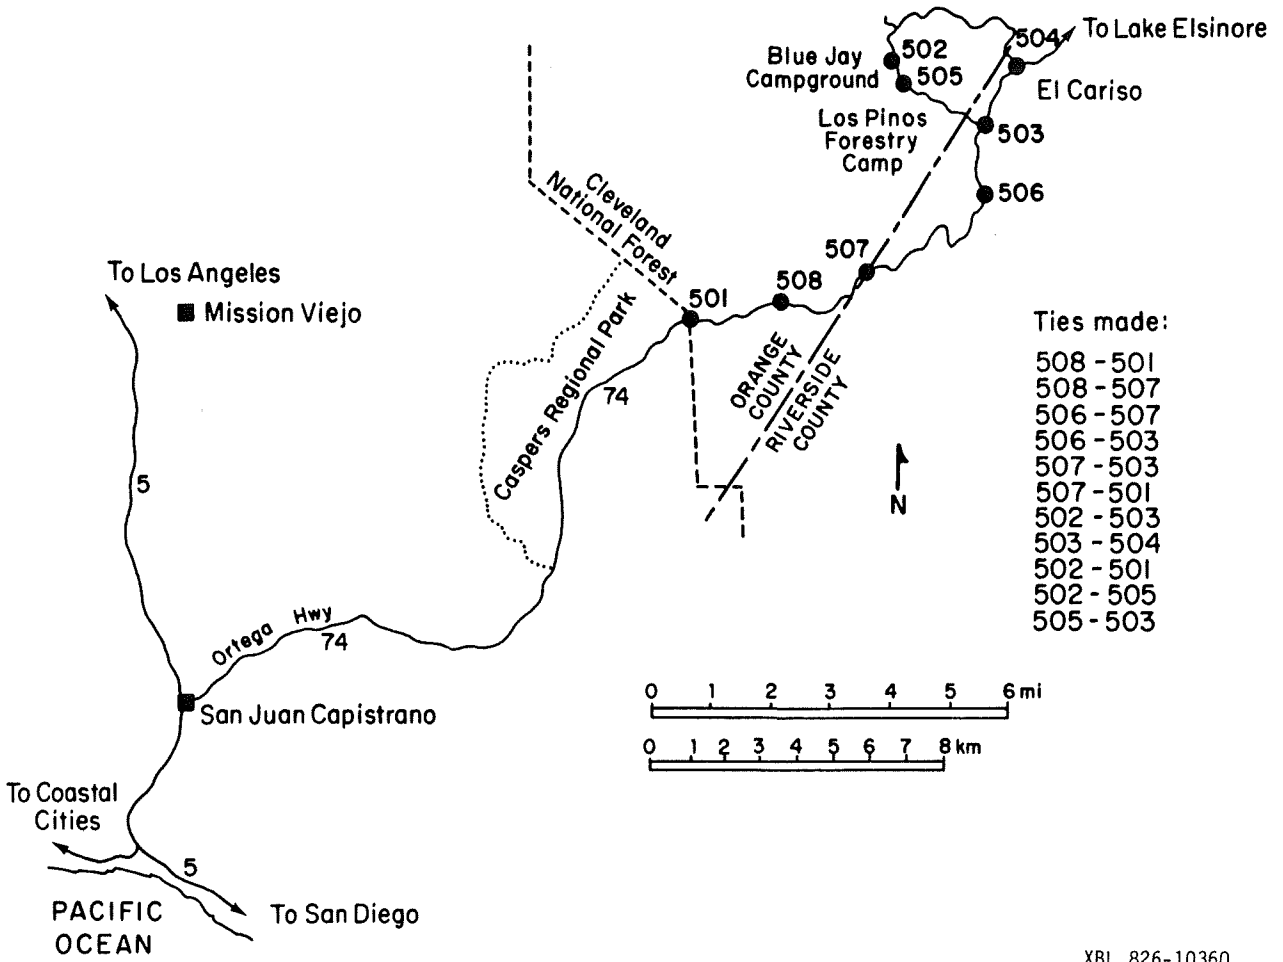 To Lake Elsinore
504
502
Blue Jay
Campground
505
El Cariso
Los Pinos
Forestry
Camp
503
506
Cleveland
National Forest
507
508
501
To Los Angeles
Mission Viejo
Caspers Regional Park
74
ORANGE
COUNTY
RIVERSIDE
COUNTY
N
5
Ties made:
508-501
508-507
506-507
506-503
507-503
507-501
502-503
503-504
502-501
502-505
505-503
Ortega Hwy
74
San Juan Capistrano
0 1 2 3 4 5 6 mi
0 1 2 3 4 5 6 7 8 km
To Coastal
Cities
5
To San Diego
PACIFIC
OCEAN
XBL 826-10360